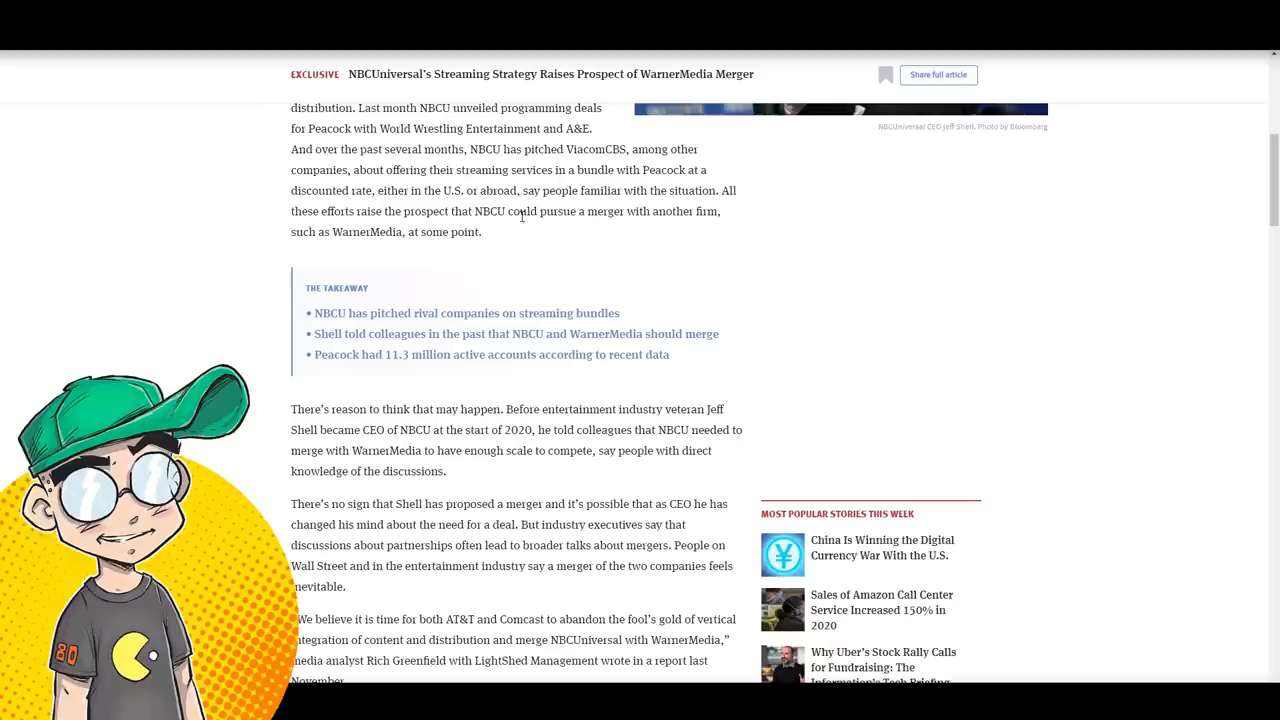 EXCLUSIVE NBCUniversal's Streaming Strategy Raises Prospect of WarnerMedia Merger
Share full article
distribution. Last month NBCU unveiled programming deals
for Peacock with World Wrestling Entertainment and A&E.
And over the past several months, NBCU has pitched ViacomCBS, among other
companies, about offering their streaming services in a bundle with Peacock at a
discounted rate, either in the U.S. or abroad, say people familiar with the situation. All
these efforts raise the prospect that NBCU could pursue a merger with another firm,
such as WarnerMedia, at some point.
NBCUniversal CEO Jeff Shell. Photo by Bloomberg
THE TAKEAWAY
• NBCU has pitched rival companies on streaming bundles
• Shell told colleagues in the past that NBCU and WarnerMedia should merge
• Peacock had 11.3 million active accounts according to recent data
There's reason to think that may happen. Before entertainment industry veteran Jeff
Shell became CEO of NBCU at the start of 2020, he told colleagues that NBCU needed to
merge with WarnerMedia to have enough scale to compete, say people with direct
knowledge of the discussions.
There's no sign that Shell has proposed a merger and it's possible that as CEO he has
changed his mind about the need for a deal. But industry executives say that
discussions about partnerships often lead to broader talks about mergers. People on
Wall Street and in the entertainment industry say a merger of the two companies feels
inevitable.
"We believe it is time for both AT&T and Comcast to abandon the fool's gold of vertical
integration of content and distribution and merge NBCUniversal with WarnerMedia,"
media analyst Rich Greenfield with LightShed Management wrote in a report last
November.
MOST POPULAR STORIES THIS WEEK
China Is Winning the Digital
Currency War With the U.S.
Sales of Amazon Call Center
Service Increased 150% in
2020
Why Uber's Stock Rally Calls
for Fundraising: The
Information's Tech Briefing
80